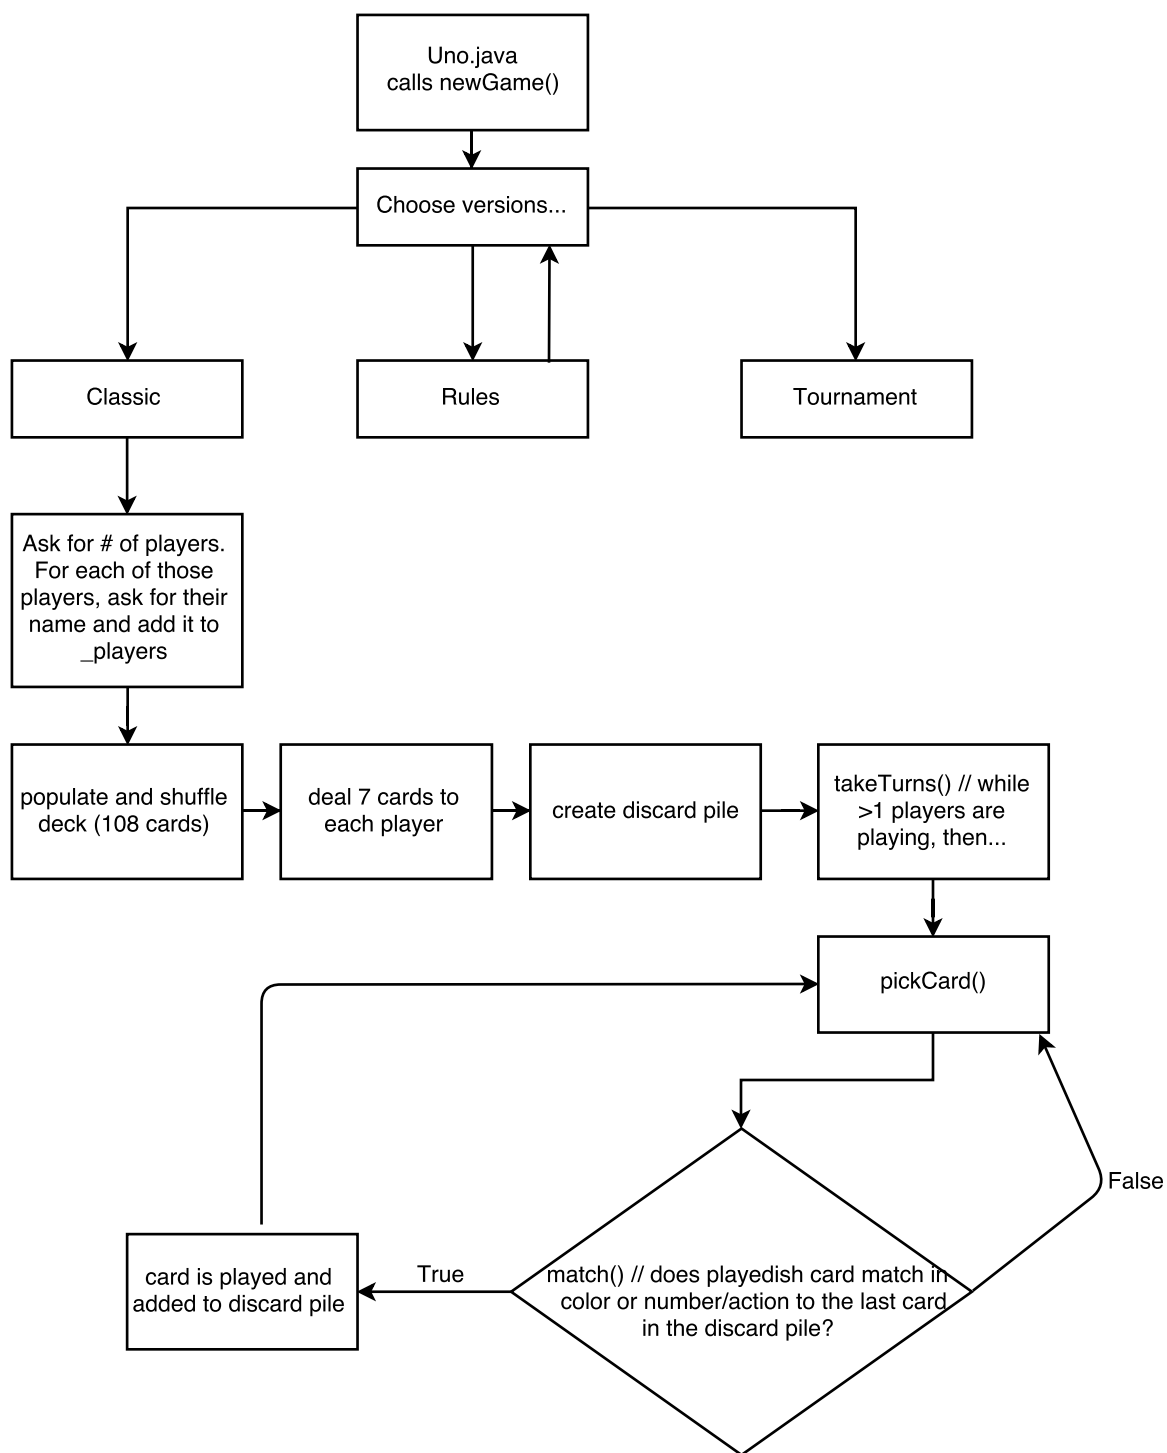 Uno.java
calls newGame()
Choose versions...
Classic
Rules
Tournament
Ask for # of players.
For each of those
players, ask for their
name and add it to
_players
populate and shuffle
deck (108 cards)
deal 7 cards to
each player
create discard pile
takeTurns() // while
>1 players are
playing, then...
pickCard()
False
True
card is played and
added to discard pile
match() // does playedish card match in
color or number/action to the last card
in the discard pile?